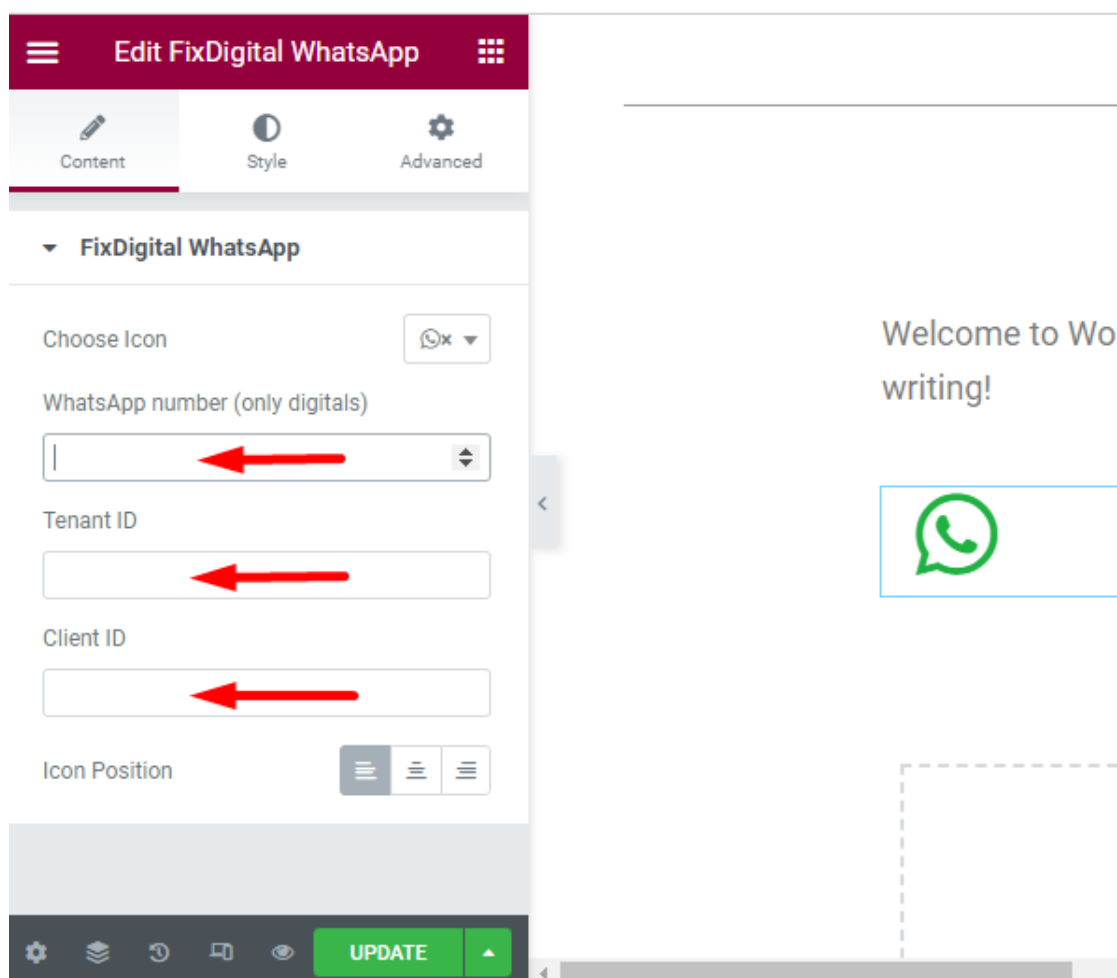 Edit FixDigital WhatsApp
Content
Style
Advanced
FixDigital WhatsApp
Choose Icon
WhatsApp number (only digitals)
Tenant ID
Client ID
Icon Position
UPDATE
Welcome to Wo
writing!